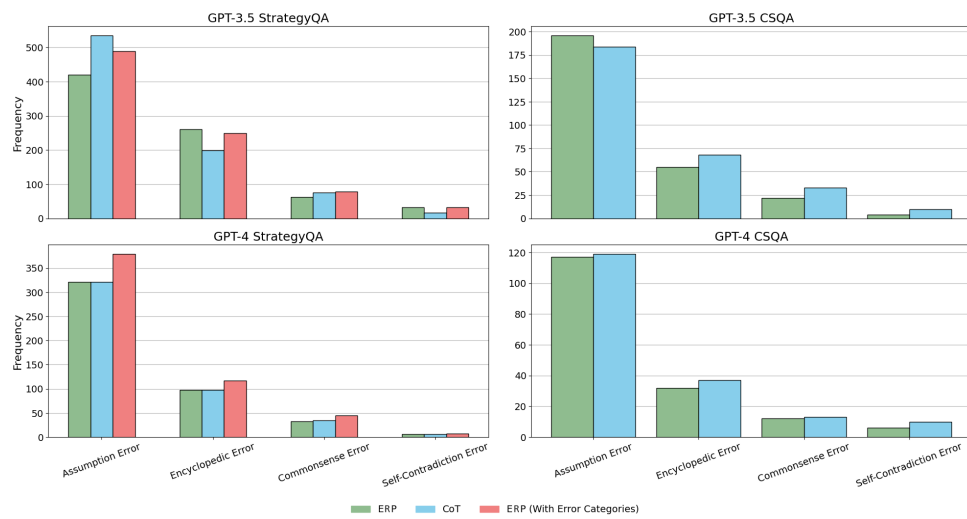 GPT-3.5 StrategyQA
Frequency
500
400
300
200
100
0
GPT-3.5 CSQA
200
175
150
125
100
75
50
25
0
GPT-4 StrategyQA
Frequency
350
300
250
200
150
100
50
0
Assumption Error
Encyclopedic Error
Commonsense Error
Self-Contradiction Error
GPT-4 CSQA
120
100
80
60
40
20
0
Assumption Error
Encyclopedic Error
Commonsense Error
Self-Contradiction Error
ERP CoT ERP (With Error Categories)